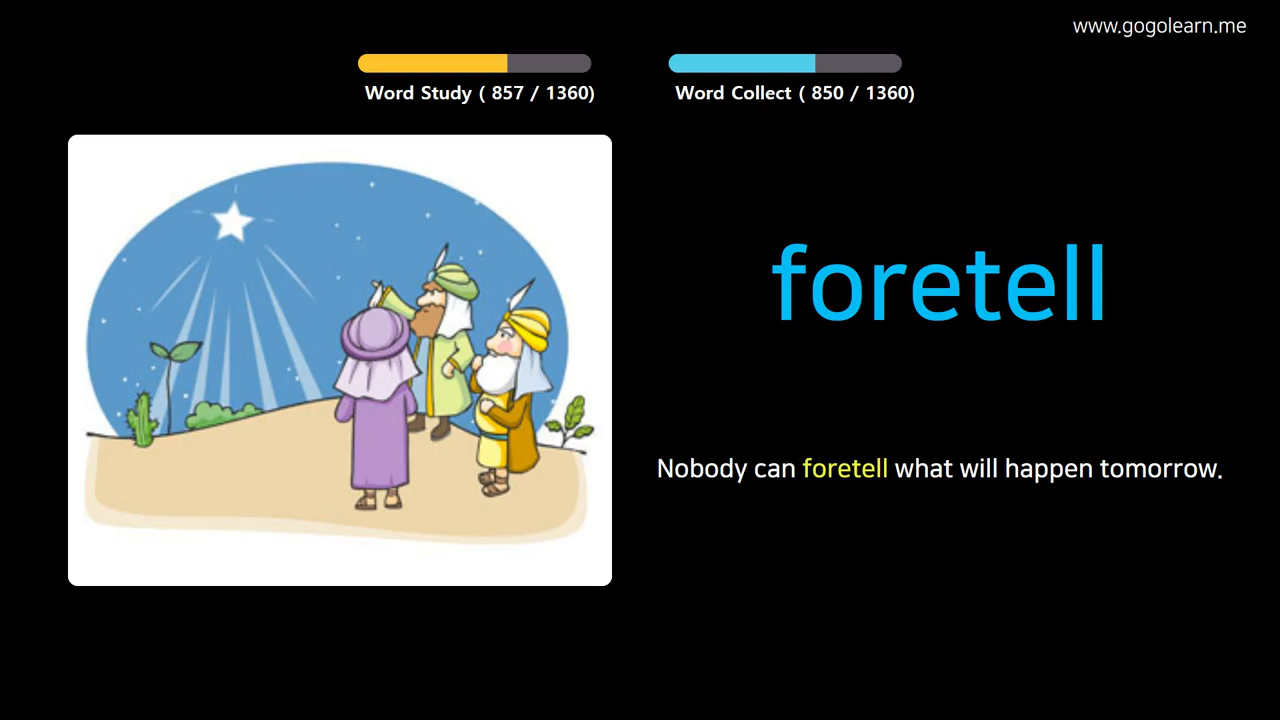 www.gogolearn.me
Word Study ( 857 / 1360)
Word Collect ( 850 / 1360)
foretell
Nobody can foretell what will happen tomorrow.